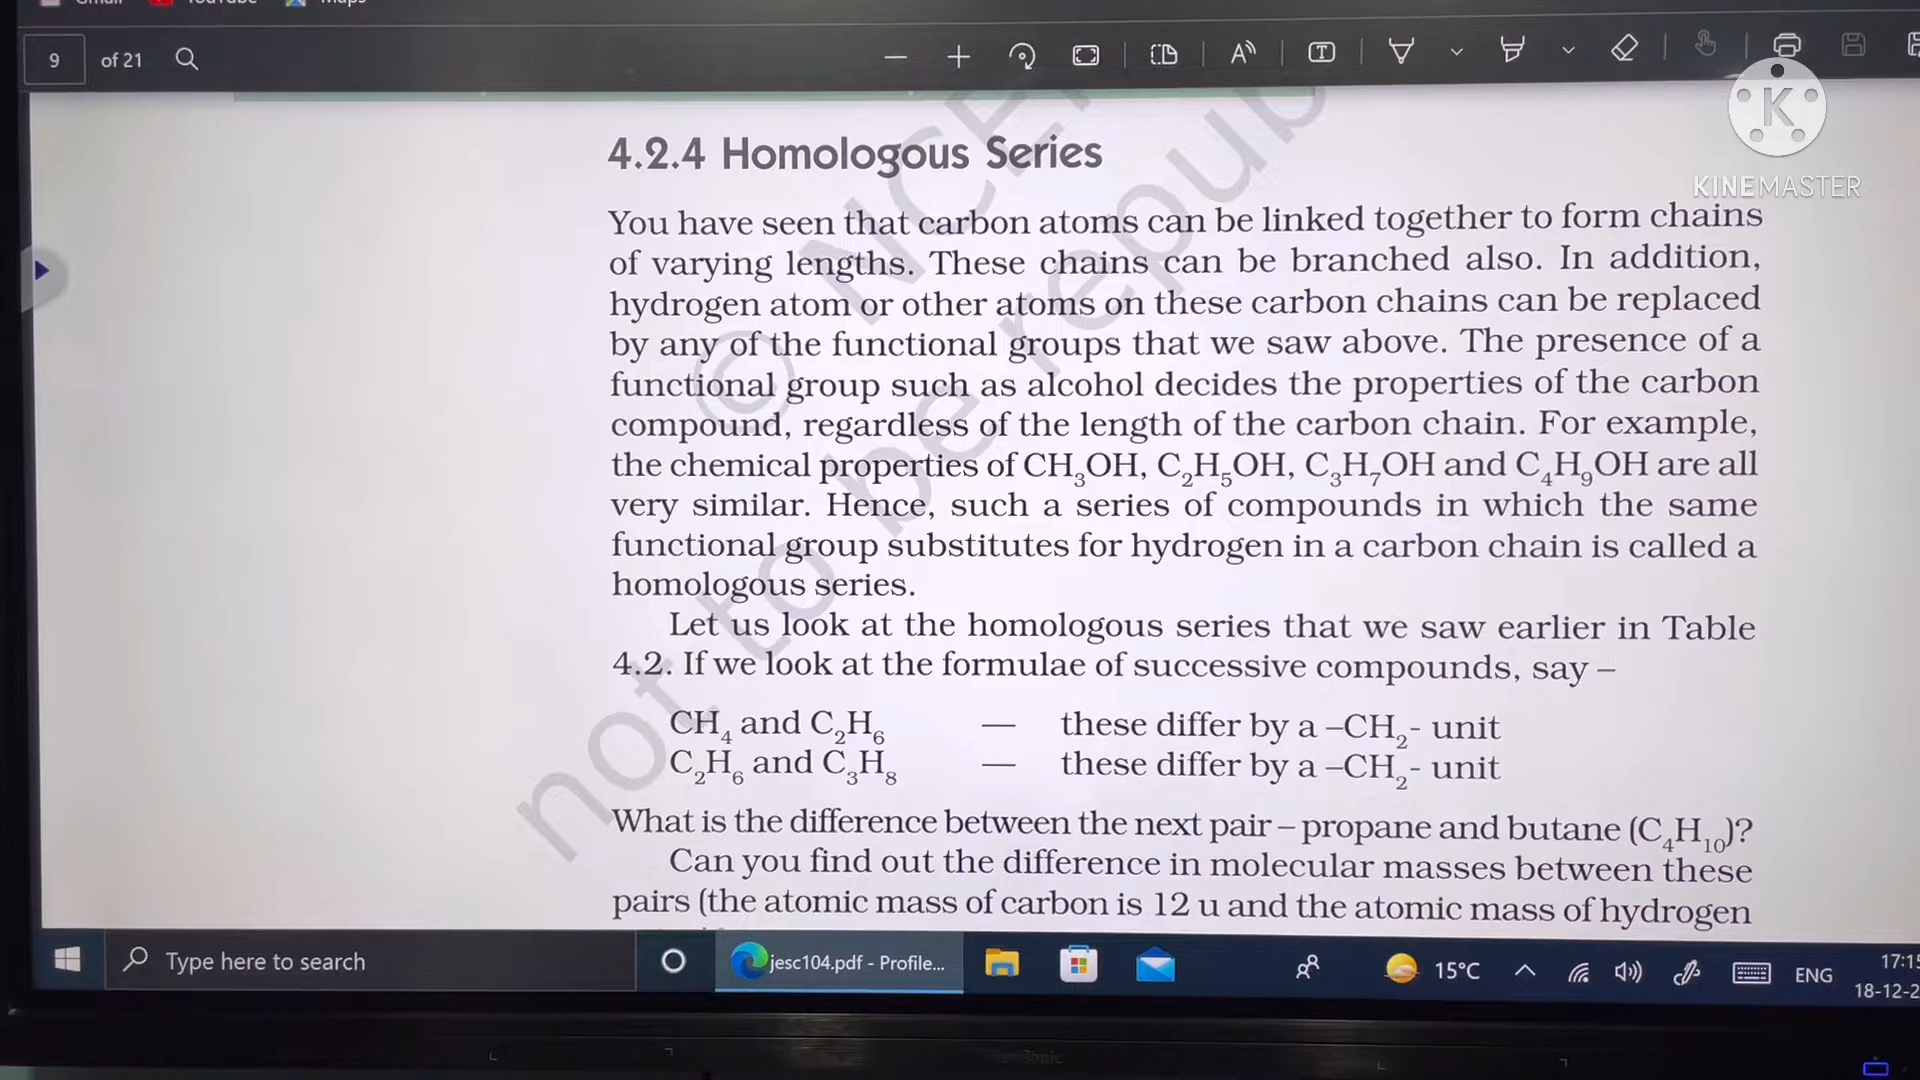 Gmail YouTube Maps
9 of 21
KINEMASTER
4.2.4 Homologous Series
You have seen that carbon atoms can be linked together to form chains
of varying lengths. These chains can be branched also. In addition,
hydrogen atom or other atoms on these carbon chains can be replaced
by any of the functional groups that we saw above. The presence of a
functional group such as alcohol decides the properties of the carbon
compound, regardless of the length of the carbon chain. For example,
the chemical properties of CH₃OH, C₂H₅OH, C₃H₇OH and C₄H₉OH are all
very similar. Hence, such a series of compounds in which the same
functional group substitutes for hydrogen in a carbon chain is called a
homologous series.
Let us look at the homologous series that we saw earlier in Table
4.2. If we look at the formulae of successive compounds, say –
CH₄ and C₂H₆ — these differ by a –CH₂- unit
C₂H₆ and C₃H₈ — these differ by a –CH₂- unit
What is the difference between the next pair – propane and butane (C₄H₁₀)?
Can you find out the difference in molecular masses between these
pairs (the atomic mass of carbon is 12 u and the atomic mass of hydrogen
© NCE
not to be repub
Type here to search
jesc104.pdf - Profile...
15°C
ENG
17:15
18-12-2